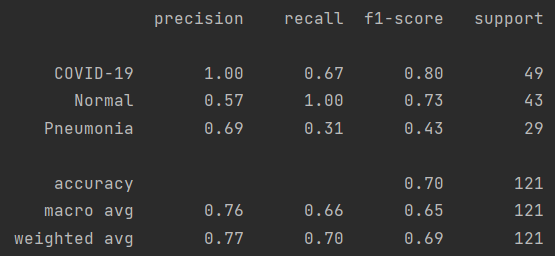 precision recall f1-score support
COVID-19 1.00 0.67 0.80 49
Normal 0.57 1.00 0.73 43
Pneumonia 0.69 0.31 0.43 29
accuracy 0.70 121
macro avg 0.76 0.66 0.65 121
weighted avg 0.77 0.70 0.69 121